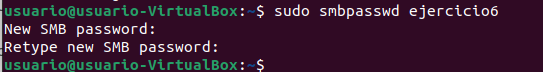 usuario@usuario-VirtualBox:~$ sudo smbpasswd ejercicio6
New SMB password:
Retype new SMB password:
usuario@usuario-VirtualBox:~$